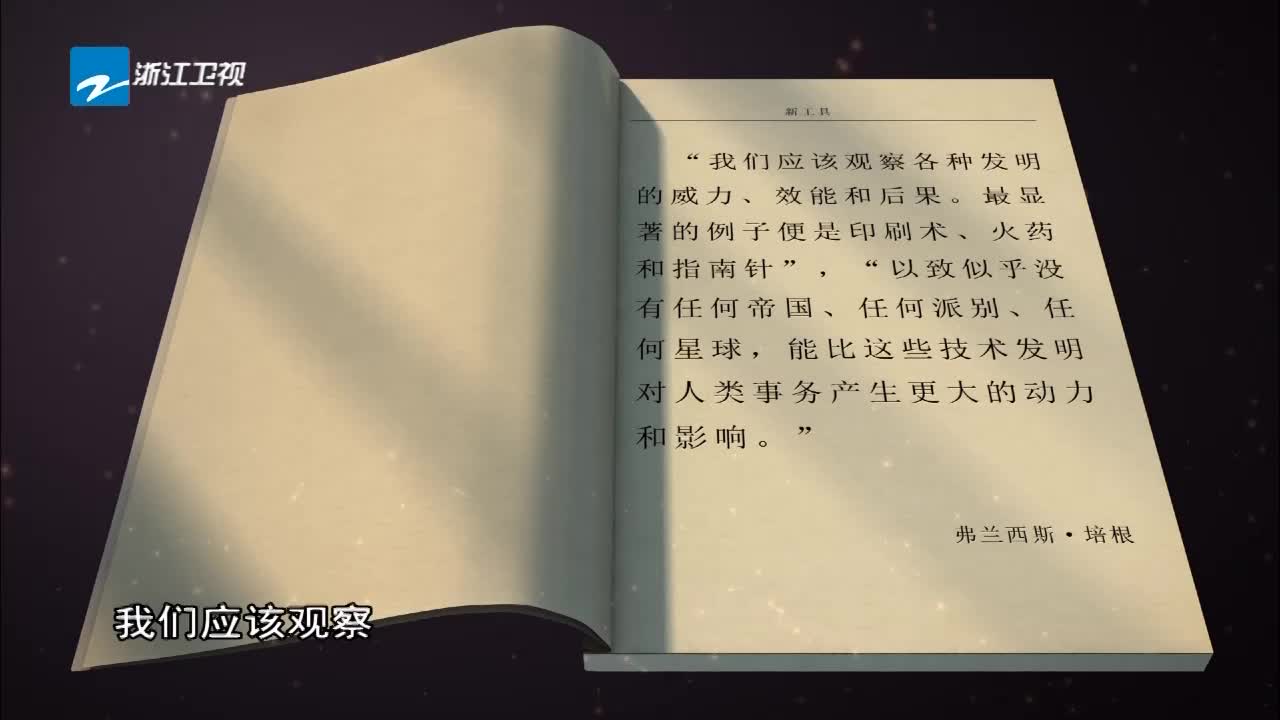 浙江卫视
新工具
“我们应该观察各种发明
的威力、效能和后果。最显
著的例子便是印刷术、火药
和指南针”，“以致似乎没
有任何帝国、任何派别、任
何星球，能比这些技术发明
对人类事务产生更大的动力
和影响。”
弗兰西斯·培根
我们应该观察